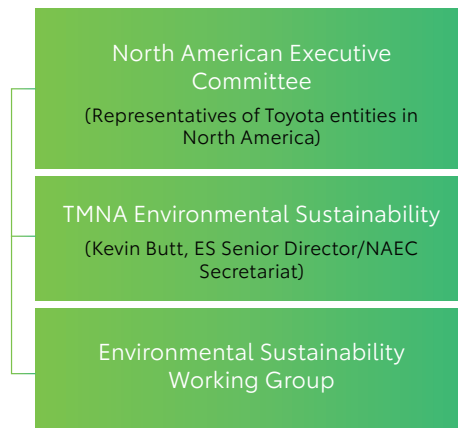 North American Executive
Committee
(Representatives of Toyota entities in
North America)
TMNA Environmental Sustainability
(Kevin Butt, ES Senior Director/NAEC
Secretariat)
Environmental Sustainability
Working Group